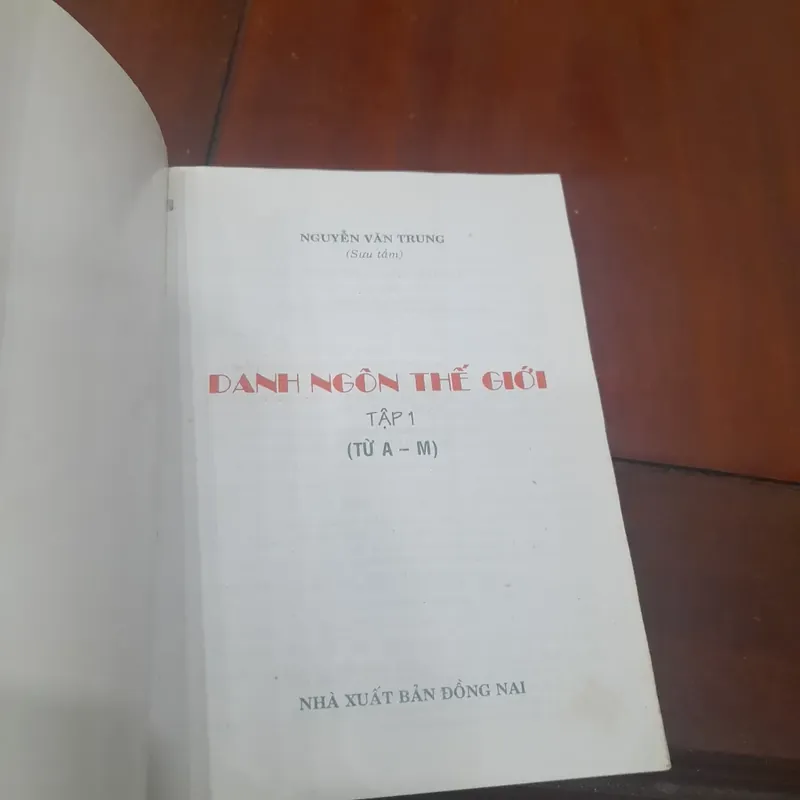 NGUYỄN VĂN TRUNG
(Sưu tầm)
DANH NGÔN THẾ GIỚI
TẬP 1
(TỪ A – M)
NHÀ XUẤT BẢN ĐỒNG NAI